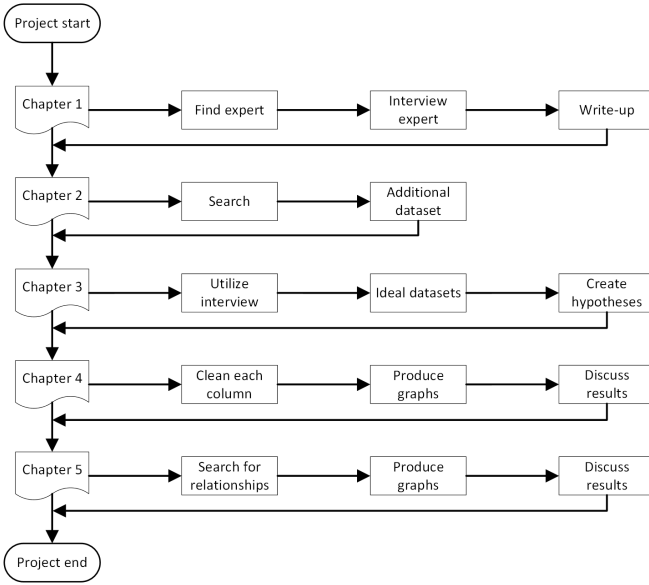 Project start
Chapter 1
Find expert
Interview
expert
Write-up
Chapter 2
Search
Additional
dataset
Chapter 3
Utilize
interview
Ideal datasets
Create
hypotheses
Chapter 4
Clean each
column
Produce
graphs
Discuss
results
Chapter 5
Search for
relationships
Produce
graphs
Discuss
results
Project end